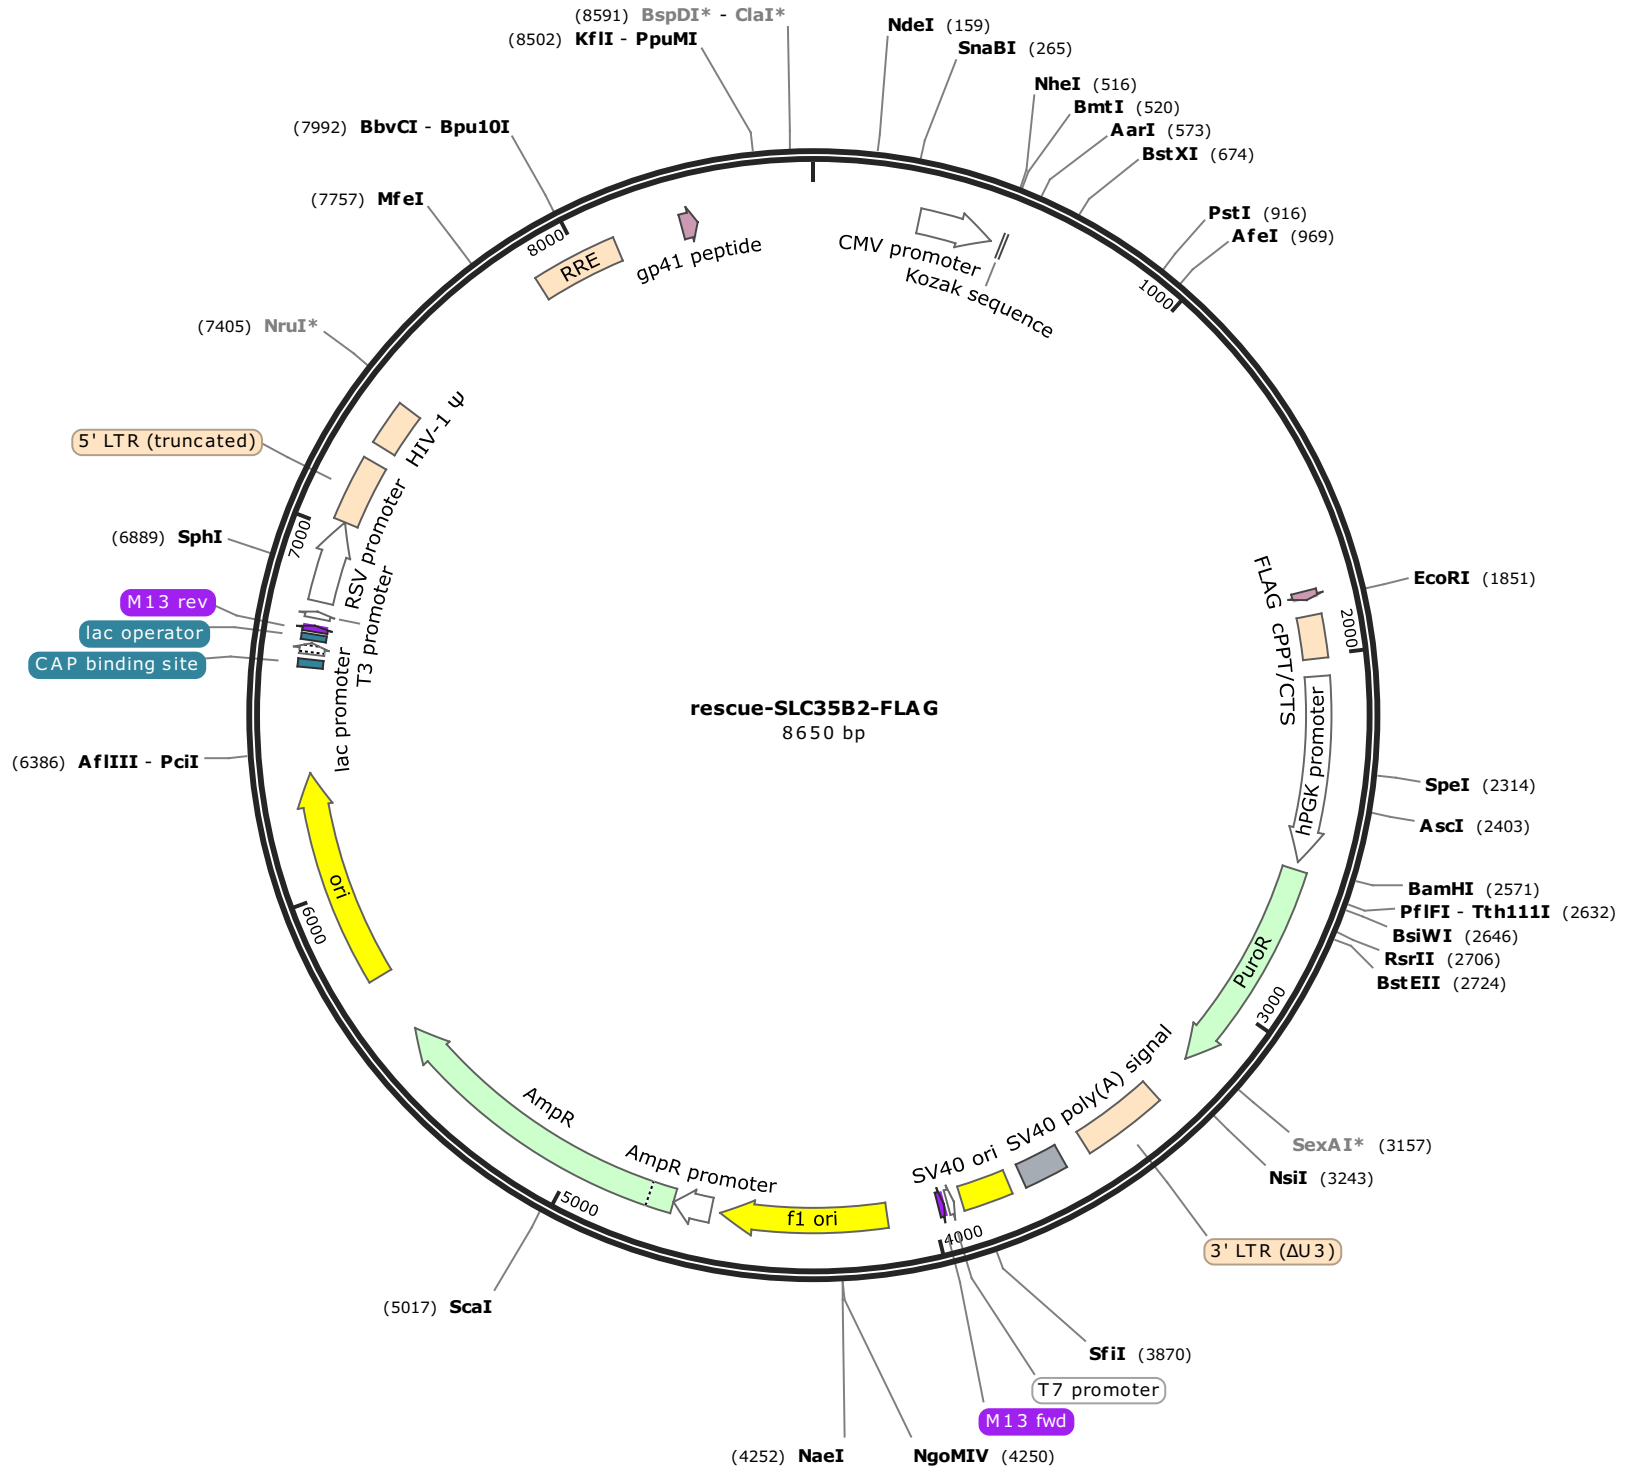 (8591) BspDI* - ClaI*
(8502) KflI - PpuMI
NdeI (159)
SnaBI (265)
NheI (516)
BmtI (520)
AarI (573)
BstXI (674)
(7992) BbvCI - Bpu10I
(7757) MfeI
PstI (916)
AfeI (969)
8000
RRE
gp41 peptide
CMV promoter
Kozak sequence
1000
(7405) NruI*
HIV-1 Ψ
5' LTR (truncated)
RSV promoter
7000
(6889) SphI
T3 promoter
M13 rev
lac operator
CAP binding site
lac promoter
(6386) AflIII - PciI
EcoRI (1851)
FLAG
2000
cPPT/CTS
hPGK promoter
rescue-SLC35B2-FLAG
8650 bp
SpeI (2314)
AscI (2403)
BamHI (2571)
PflFI - Tth111I (2632)
BsiWI (2646)
RsrII (2706)
BstEII (2724)
ori
6000
PuroR
3000
SV40 poly(A) signal
SV40 ori
AmpR
AmpR promoter
f1 ori
5000
4000
SexAI* (3157)
NsiI (3243)
3' LTR (ΔU3)
(5017) ScaI
SfiI (3870)
T7 promoter
M13 fwd
(4252) NaeI
NgoMIV (4250)